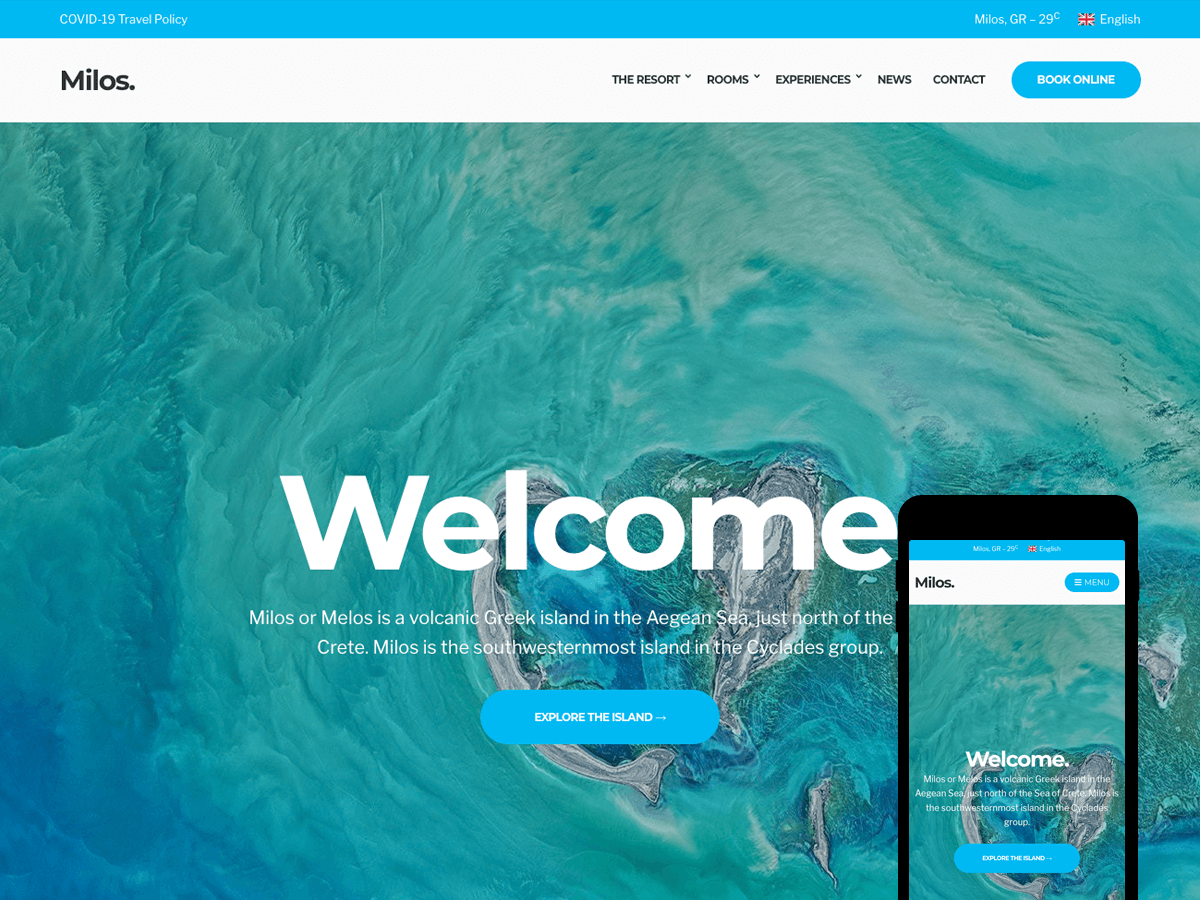 COVID-19 Travel Policy
Milos, GR – 29C
English
Milos.
THE RESORT
ROOMS
EXPERIENCES
NEWS
CONTACT
BOOK ONLINE
Welcome
Milos or Melos is a volcanic Greek island in the Aegean Sea, just north of the
Crete. Milos is the southwesternmost island in the Cyclades group.
EXPLORE THE ISLAND →
Milos, GR – 29C
English
Milos.
☰ MENU
Welcome.
Milos or Melos is a volcanic Greek island in the
Aegean Sea, just north of the Sea of Crete. Milos is
the southwesternmost island in the Cyclades
group.
EXPLORE THE ISLAND →